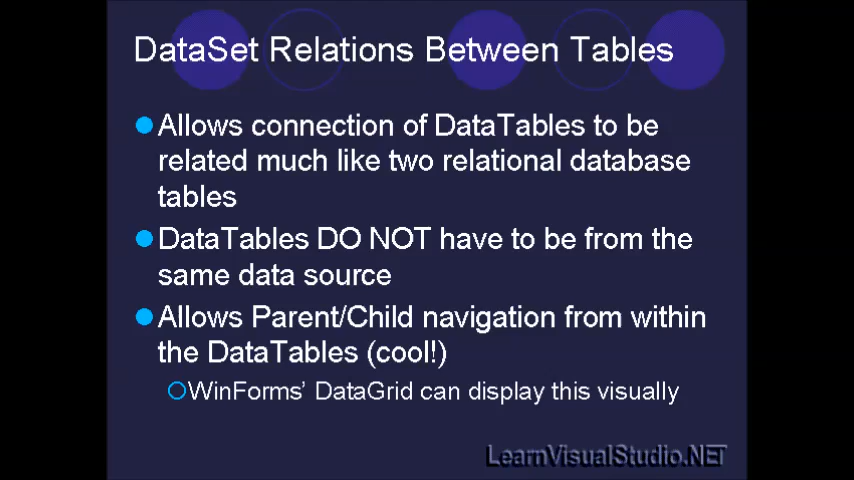 DataSet Relations Between Tables
Allows connection of DataTables to be
related much like two relational database
tables
DataTables DO NOT have to be from the
same data source
Allows Parent/Child navigation from within
the DataTables (cool!)
WinForms' DataGrid can display this visually
LearnVisualStudio.NET